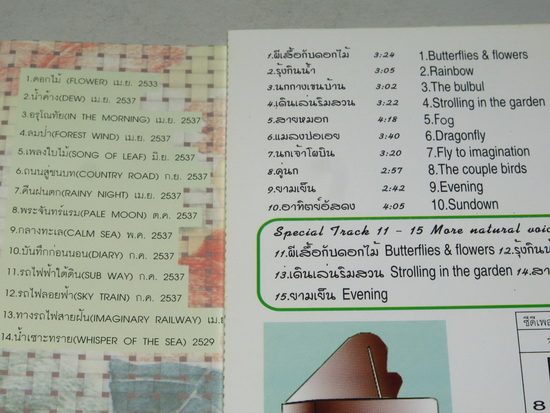 1.ดอกไม้ (FLOWER) เม.ย. 2533
2.น้ำค้าง(DEW) เม.ย. 2537
3.อรุโณทัย(IN THE MORNING) เม.ย. 2537
4.ลมป่า(FOREST WIND) เม.ย. 2537
5.เพลงใบไม้(SONG OF LEAF) มิ.ย. 2537
6.ถนนสู่ชนบท(COUNTRY ROAD) ก.ย. 2537
7.คืนฝนตก(RAINY NIGHT) เม.ย. 2537
8.พระจันทร์แรม(PALE MOON) ต.ค. 2537
9.กลางทะเล(CALM SEA) พ.ค. 2537
10.บันทึกก่อนนอน(DIARY) ก.ค. 2537
11.รถไฟฟ้าใต้ดิน(SUB WAY) ก.ค. 2537
12.รถไฟลอยฟ้า(SKY TRAIN) ก.ค. 2537
13.ทางรถไฟสายฝัน(IMAGINARY RAILWAY) เม.ย
14.น้ำเซาะทราย(WHISPER OF THE SEA) 2529
1.ผีเสื้อกับดอกไม้ 3:24 1.Butterflies & flowers
2.รุ้งกินน้ำ 3:05 2.Rainbow
3.นกกางเขนบ้าน 3:02 3.The bulbul
4.เดินเล่นริมสวน 3:22 4.Strolling in the garden
5.สายหมอก 4:18 5.Fog
6.แมลงปอเอย 3:40 6.Dragonfly
7.นกเจ้าโผบิน 3:20 7.Fly to imagination
8.คู่นก 2:57 8.The couple birds
9.ยามเย็น 2:42 9.Evening
10.อาทิตย์อัสดง 4:05 10.Sundown
Special Track 11 - 15 More natural voic
11.ผีเสื้อกับดอกไม้ Butterflies & flowers 12.รุ้งกินน้
13.เดินเล่นริมสวน Strolling in the garden 14.สา
15.ยามเย็น Evening
ซีดีเพล
8